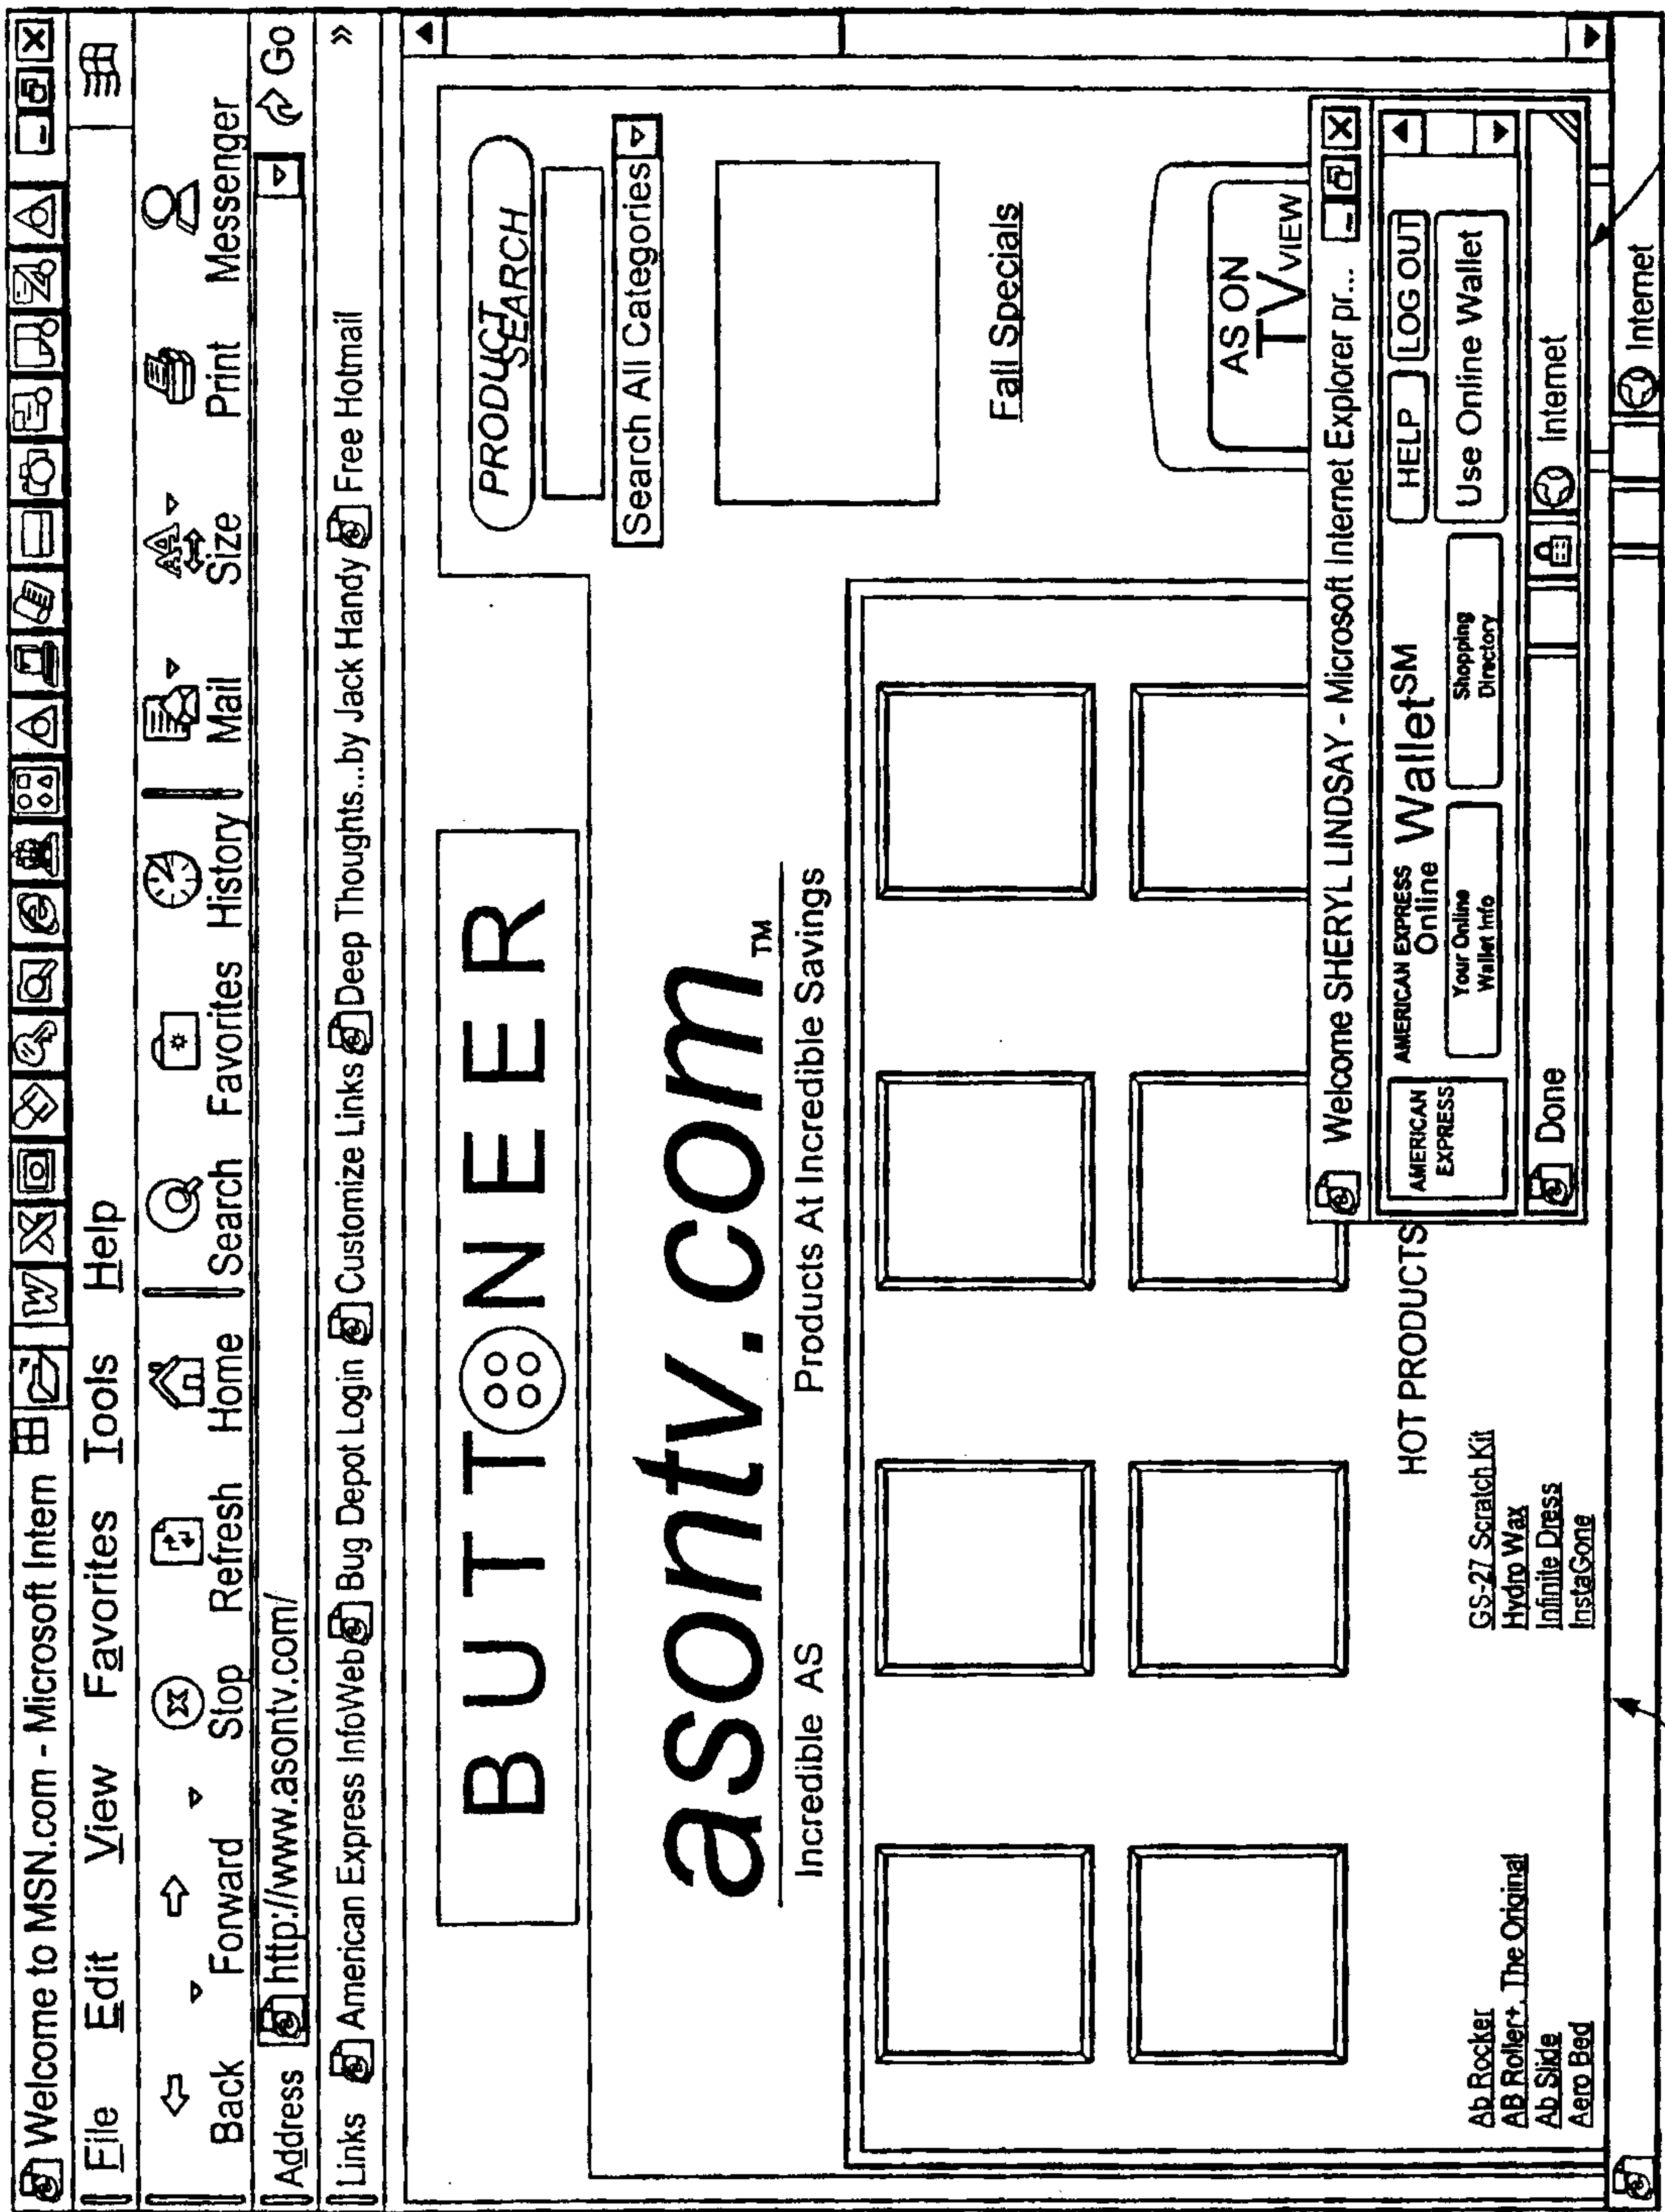 Welcome to MSN.com - Microsoft Intern
File Edit View Favorites Tools Help
Back Forward Stop Refresh Home Search Favorites History Mail Size Print Messenger
Address http://www.asontv.com/ Go
Links American Express InfoWeb Bug Depot Login Customize Links Deep Thoughts...by Jack Handy Free Hotmail »
BUTTONEER
PRODUCT
SEARCH
Search All Categories
asontv.com™
Incredible AS Products At Incredible Savings
Fall Specials
AS ON
TV VIEW
HOT PRODUCTS
Ab Rocker
AB Roller+, The Original
Ab Slide
Aero Bed
GS-27 Scratch Kit
Hydro Wax
Infinite Dress
InstaGone
Welcome SHERYL LINDSAY - Microsoft Internet Explorer pr...
AMERICAN
EXPRESS
AMERICAN EXPRESS
Online Wallet SM
HELP LOG OUT
Your Online
Wallet Info
Shopping
Directory
Use Online Wallet
Done Internet
Internet